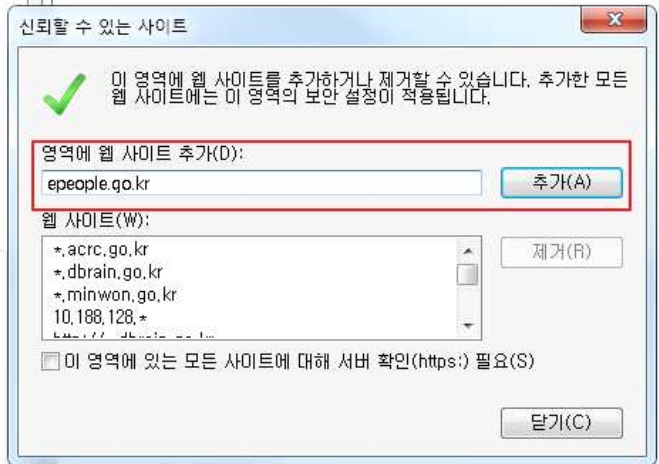 신뢰할 수 있는 사이트
이 영역에 웹 사이트를 추가하거나 제거할 수 있습니다. 추가한 모든
웹 사이트에는 이 영역의 보안 설정이 적용됩니다.
영역에 웹 사이트 추가(D):
epeople.go.kr
추가(A)
웹 사이트(W):
*.acrc.go.kr
제거(R)
*.dbrain.go.kr
*.minwon.go.kr
10.188.128.*
이 영역에 있는 모든 사이트에 대해 서버 확인(https:) 필요(S)
닫기(C)